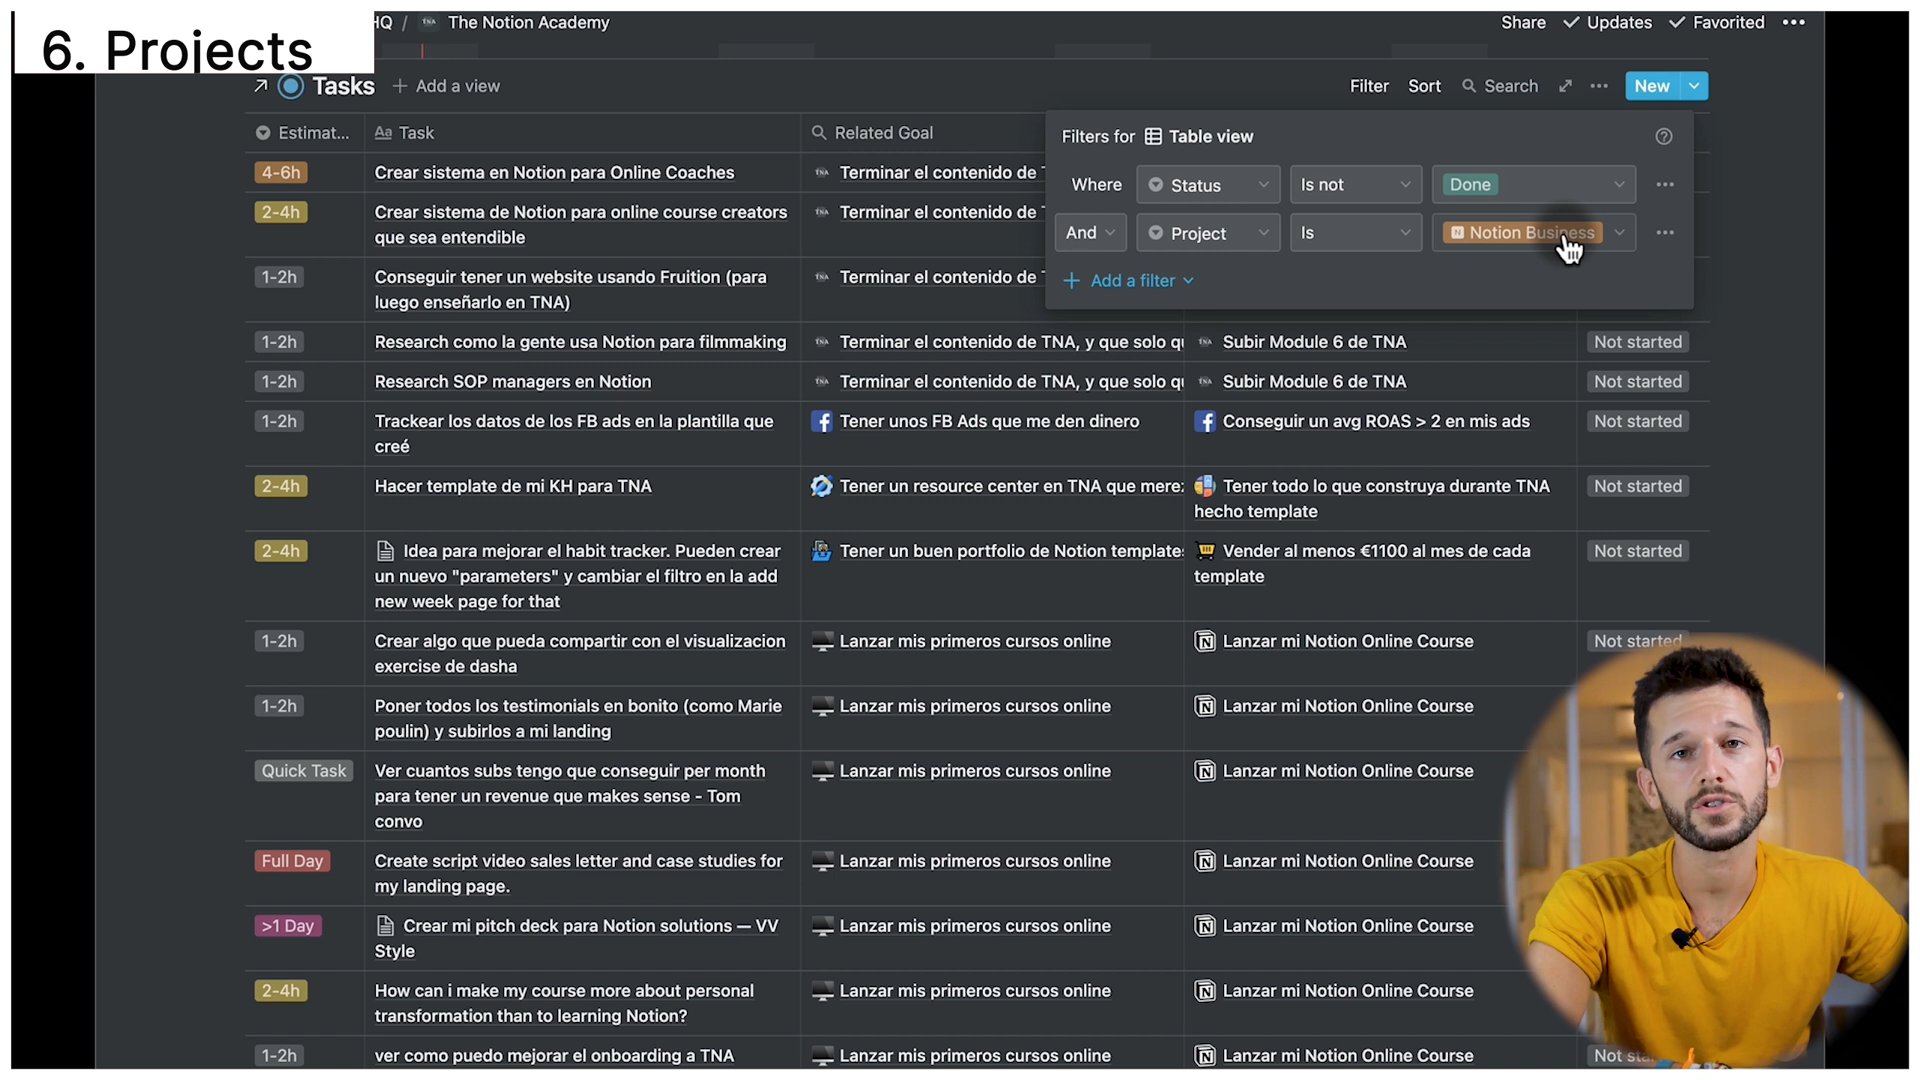 6. Projects
HQ / TNA The Notion Academy
Share Updates Favorited
Tasks + Add a view
Filter Sort Search New
Estimat... Aa Task Related Goal
Filters for Table view
Where Status Is not Done
And Project Is Notion Business
+ Add a filter
4-6h Crear sistema en Notion para Online Coaches TNA Terminar el contenido de
2-4h Crear sistema de Notion para online course creators TNA Terminar el contenido de
que sea entendible
1-2h Conseguir tener un website usando Fruition (para TNA Terminar el contenido de
luego enseñarlo en TNA)
1-2h Research como la gente usa Notion para filmmaking TNA Terminar el contenido de TNA, y que solo TNA Subir Module 6 de TNA Not started
1-2h Research SOP managers en Notion TNA Terminar el contenido de TNA, y que solo TNA Subir Module 6 de TNA Not started
1-2h Trackear los datos de los FB ads en la plantilla que Tener unos FB Ads que me den dinero Conseguir un avg ROAS > 2 en mis ads Not started
creé
2-4h Hacer template de mi KH para TNA Tener un resource center en TNA que merez Tener todo lo que construya durante TNA Not started
hecho template
2-4h Idea para mejorar el habit tracker. Pueden crear Tener un buen portfolio de Notion templates Vender al menos €1100 al mes de cada Not started
un nuevo "parameters" y cambiar el filtro en la add template
new week page for that
1-2h Crear algo que pueda compartir con el visualizacion Lanzar mis primeros cursos online Lanzar mi Notion Online Course Not started
exercise de dasha
1-2h Poner todos los testimonials en bonito (como Marie Lanzar mis primeros cursos online Lanzar mi Notion Online Course
poulin) y subirlos a mi landing
Quick Task Ver cuantos subs tengo que conseguir per month Lanzar mis primeros cursos online Lanzar mi Notion Online Course
para tener un revenue que makes sense - Tom
convo
Full Day Create script video sales letter and case studies for Lanzar mis primeros cursos online Lanzar mi Notion Online Course
my landing page.
>1 Day Crear mi pitch deck para Notion solutions — VV Lanzar mis primeros cursos online Lanzar mi Notion Online Course
Style
2-4h How can i make my course more about personal Lanzar mis primeros cursos online Lanzar mi Notion Online Course
transformation than to learning Notion?
1-2h ver como puedo mejorar el onboarding a TNA Lanzar mis primeros cursos online Lanzar mi Notion Online Course Not